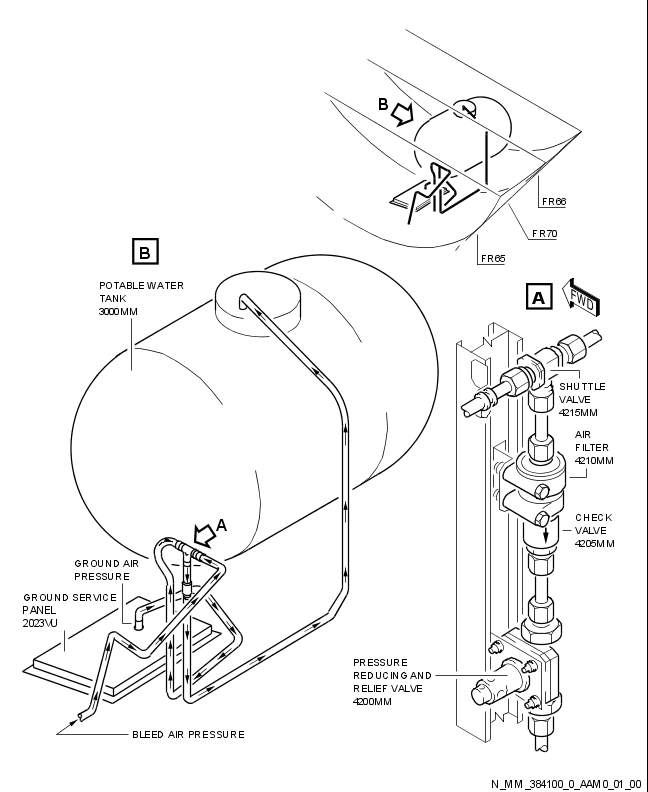 B
FR66
FR70
FR65
B
POTABLE WATER
TANK
3000MM
A
FWD
SHUTTLE
VALVE
4215MM
AIR
FILTER
4210MM
CHECK
VALVE
4205MM
A
GROUND AIR
PRESSURE
GROUND SERVICE
PANEL
2023VU
PRESSURE
REDUCING AND
RELIEF VALVE
4200MM
BLEED AIR PRESSURE
N_MM_384100_0_AAM0_01_00